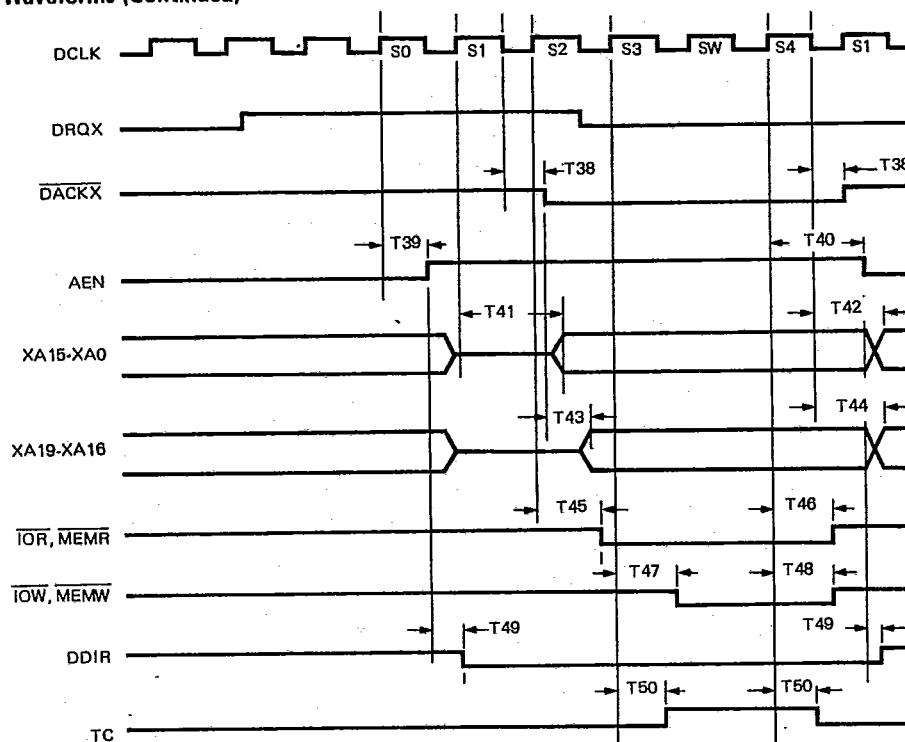 Waveforms (Continued)
DCLK S0 S1 S2 S3 SW S4 S1
DRQX
DACKX T38 T38
T39 T40
AEN
T41 T42
XA15-XA0
T43 T44
XA19-XA16
T45 T46
IOR, MEMR
T47 T48
IOW, MEMW
T49 T49
DDIR
T50 T50
TC